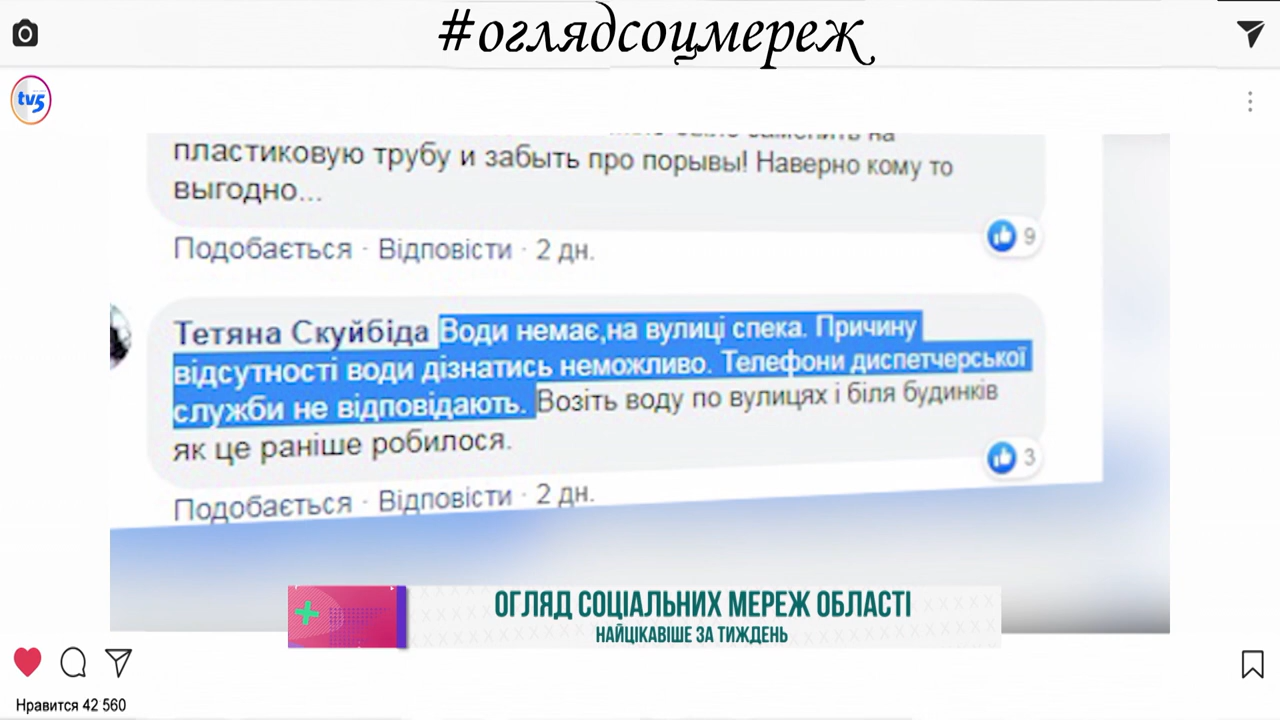 #оглядсоцмереж
tv5
заменить на
пластиковую трубу и забыть про порывы! Наверно кому то
выгодно...
Подобається · Відповісти · 2 дн.
9
Тетяна Скуйбіда Води немає,на вулиці спека. Причину
відсутності води дізнатись неможливо. Телефони диспетчерської
служби не відповідають. Возіть воду по вулицях і біля будинків
як це раніше робилося.
3
Подобається · Відповісти · 2 дн.
ОГЛЯД СОЦІАЛЬНИХ МЕРЕЖ ОБЛАСТІ
НАЙЦІКАВІШЕ ЗА ТИЖДЕНЬ
Нравится 42 560